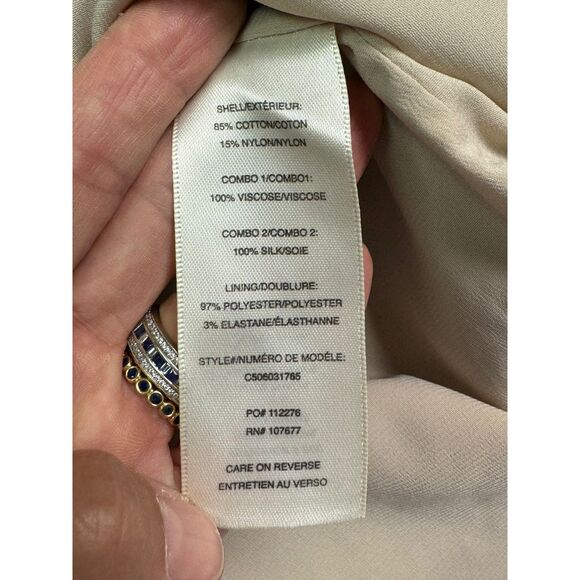 SHELL/EXTÉRIEUR:
85% COTTON/COTON
15% NYLON/NYLON
COMBO 1/COMBO1:
100% VISCOSE/VISCOSE
COMBO 2/COMBO 2:
100% SILK/SOIE
LINING/DOUBLURE:
97% POLYESTER/POLYESTER
3% ELASTANE/ÉLASTHANNE
STYLE#/NUMÉRO DE MODÈLE:
C506031765
PO# 112276
RN# 107677
CARE ON REVERSE
ENTRETIEN AU VERSO